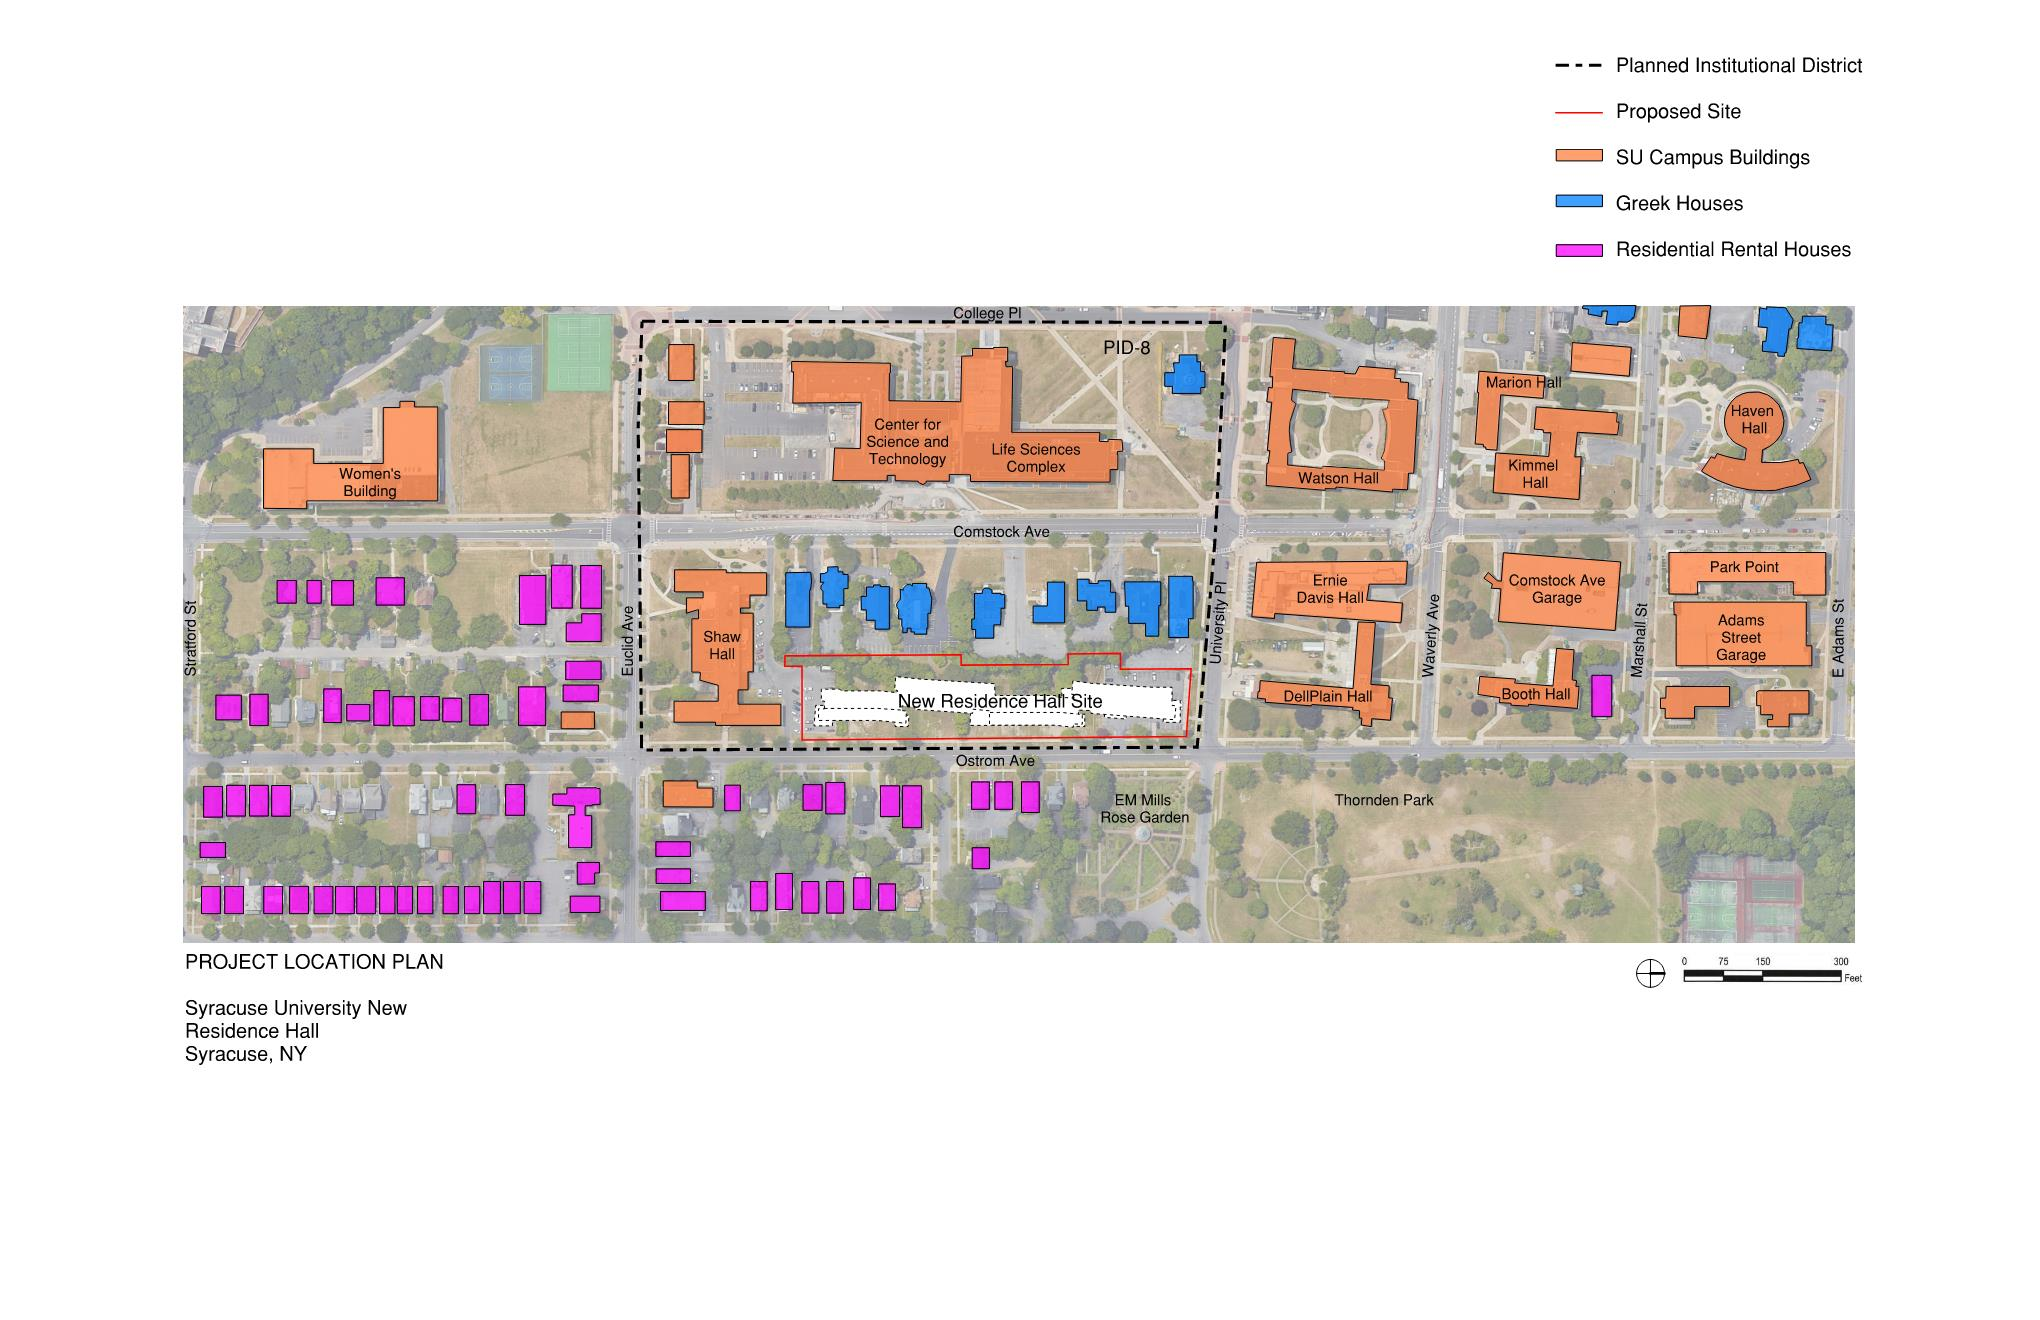 Planned Institutional District
Proposed Site
SU Campus Buildings
Greek Houses
Residential Rental Houses
College Pl
PID-8
Marion Hall
Haven
Hall
Center for
Science and
Technology
Life Sciences
Complex
Women's
Building
Watson Hall
Kimmel
Hall
Comstock Ave
Stratford St
Euclid Ave
Shaw
Hall
University Pl
Ernie
Davis Hall
Waverly Ave
Comstock Ave
Garage
Marshall St
Park Point
Adams
Street
Garage
E Adams St
New Residence Hall Site
DellPlain Hall
Booth Hall
Ostrom Ave
EM Mills
Rose Garden
Thornden Park
PROJECT LOCATION PLAN
0 75 150 300
Feet
Syracuse University New
Residence Hall
Syracuse, NY